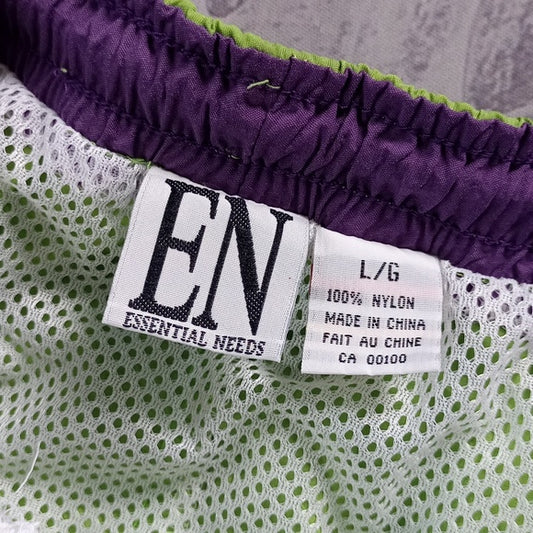 EN
ESSENTIAL NEEDS
L/G
100% NYLON
MADE IN CHINA
FAIT AU CHINE
CA 00100